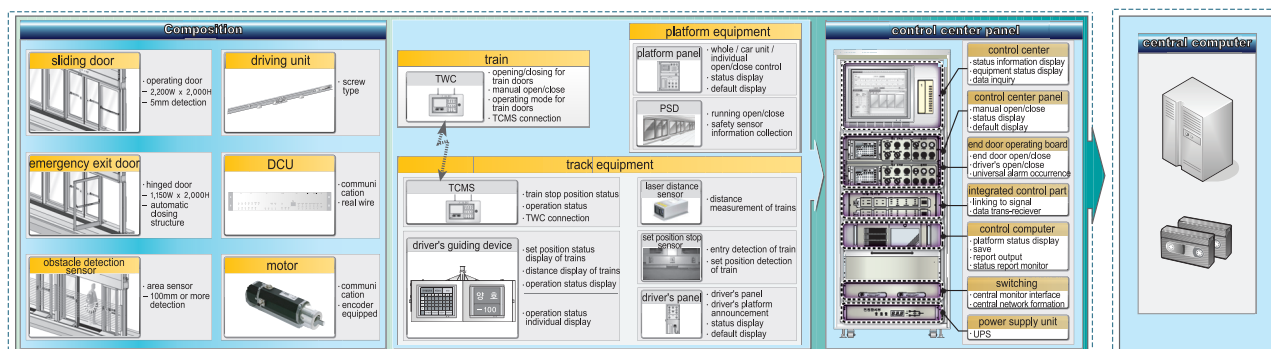 Composition
sliding door
· operating door
– 2,200W x 2,000H
– 5mm detection
driving unit
· screw
type
emergency exit door
· hinged door
– 1,150W x 2,000H
– automatic
closing
structure
DCU
· communi
cation
· real wire
obstacle detection
sensor
· area sensor
– 100mm or more
detection
motor
· communi
cation
· encoder
equipped
train
TWC
· opening/closing for
train doors
· manual open/close
· operating mode for
train doors
· TCMS connection
platform equipment
platform panel
· whole / car unit /
individual
open/close control
· status display
· default display
PSD
· running open/close
· safety sensor
information collection
track equipment
TCMS
· train stop position status
· operation status
· TWC connection
laser distance
sensor
· distance
measurement of trains
driver's guiding device
양 호
-100
· set position status
display of trains
· distance display of trains
· operation status display
· operation status
individual display
set position stop
sensor
· entry detection of train
· set position detection
of train
driver's panel
· driver's panel
· driver's platform
announcement
· status display
· default display
control center panel
control center
· status information display
· equipment status display
· data inquiry
control center panel
· manual open/close
· status display
· default display
end door operating board
· end door open/close
· driver's open/close
· universal alarm occurrence
integrated control part
· linking to signal
· data trans-reciever
control computer
· platform status display
· save
· report output
· status report monitor
switching
· central monitor interface
· central network formation
power supply unit
· UPS
central computer